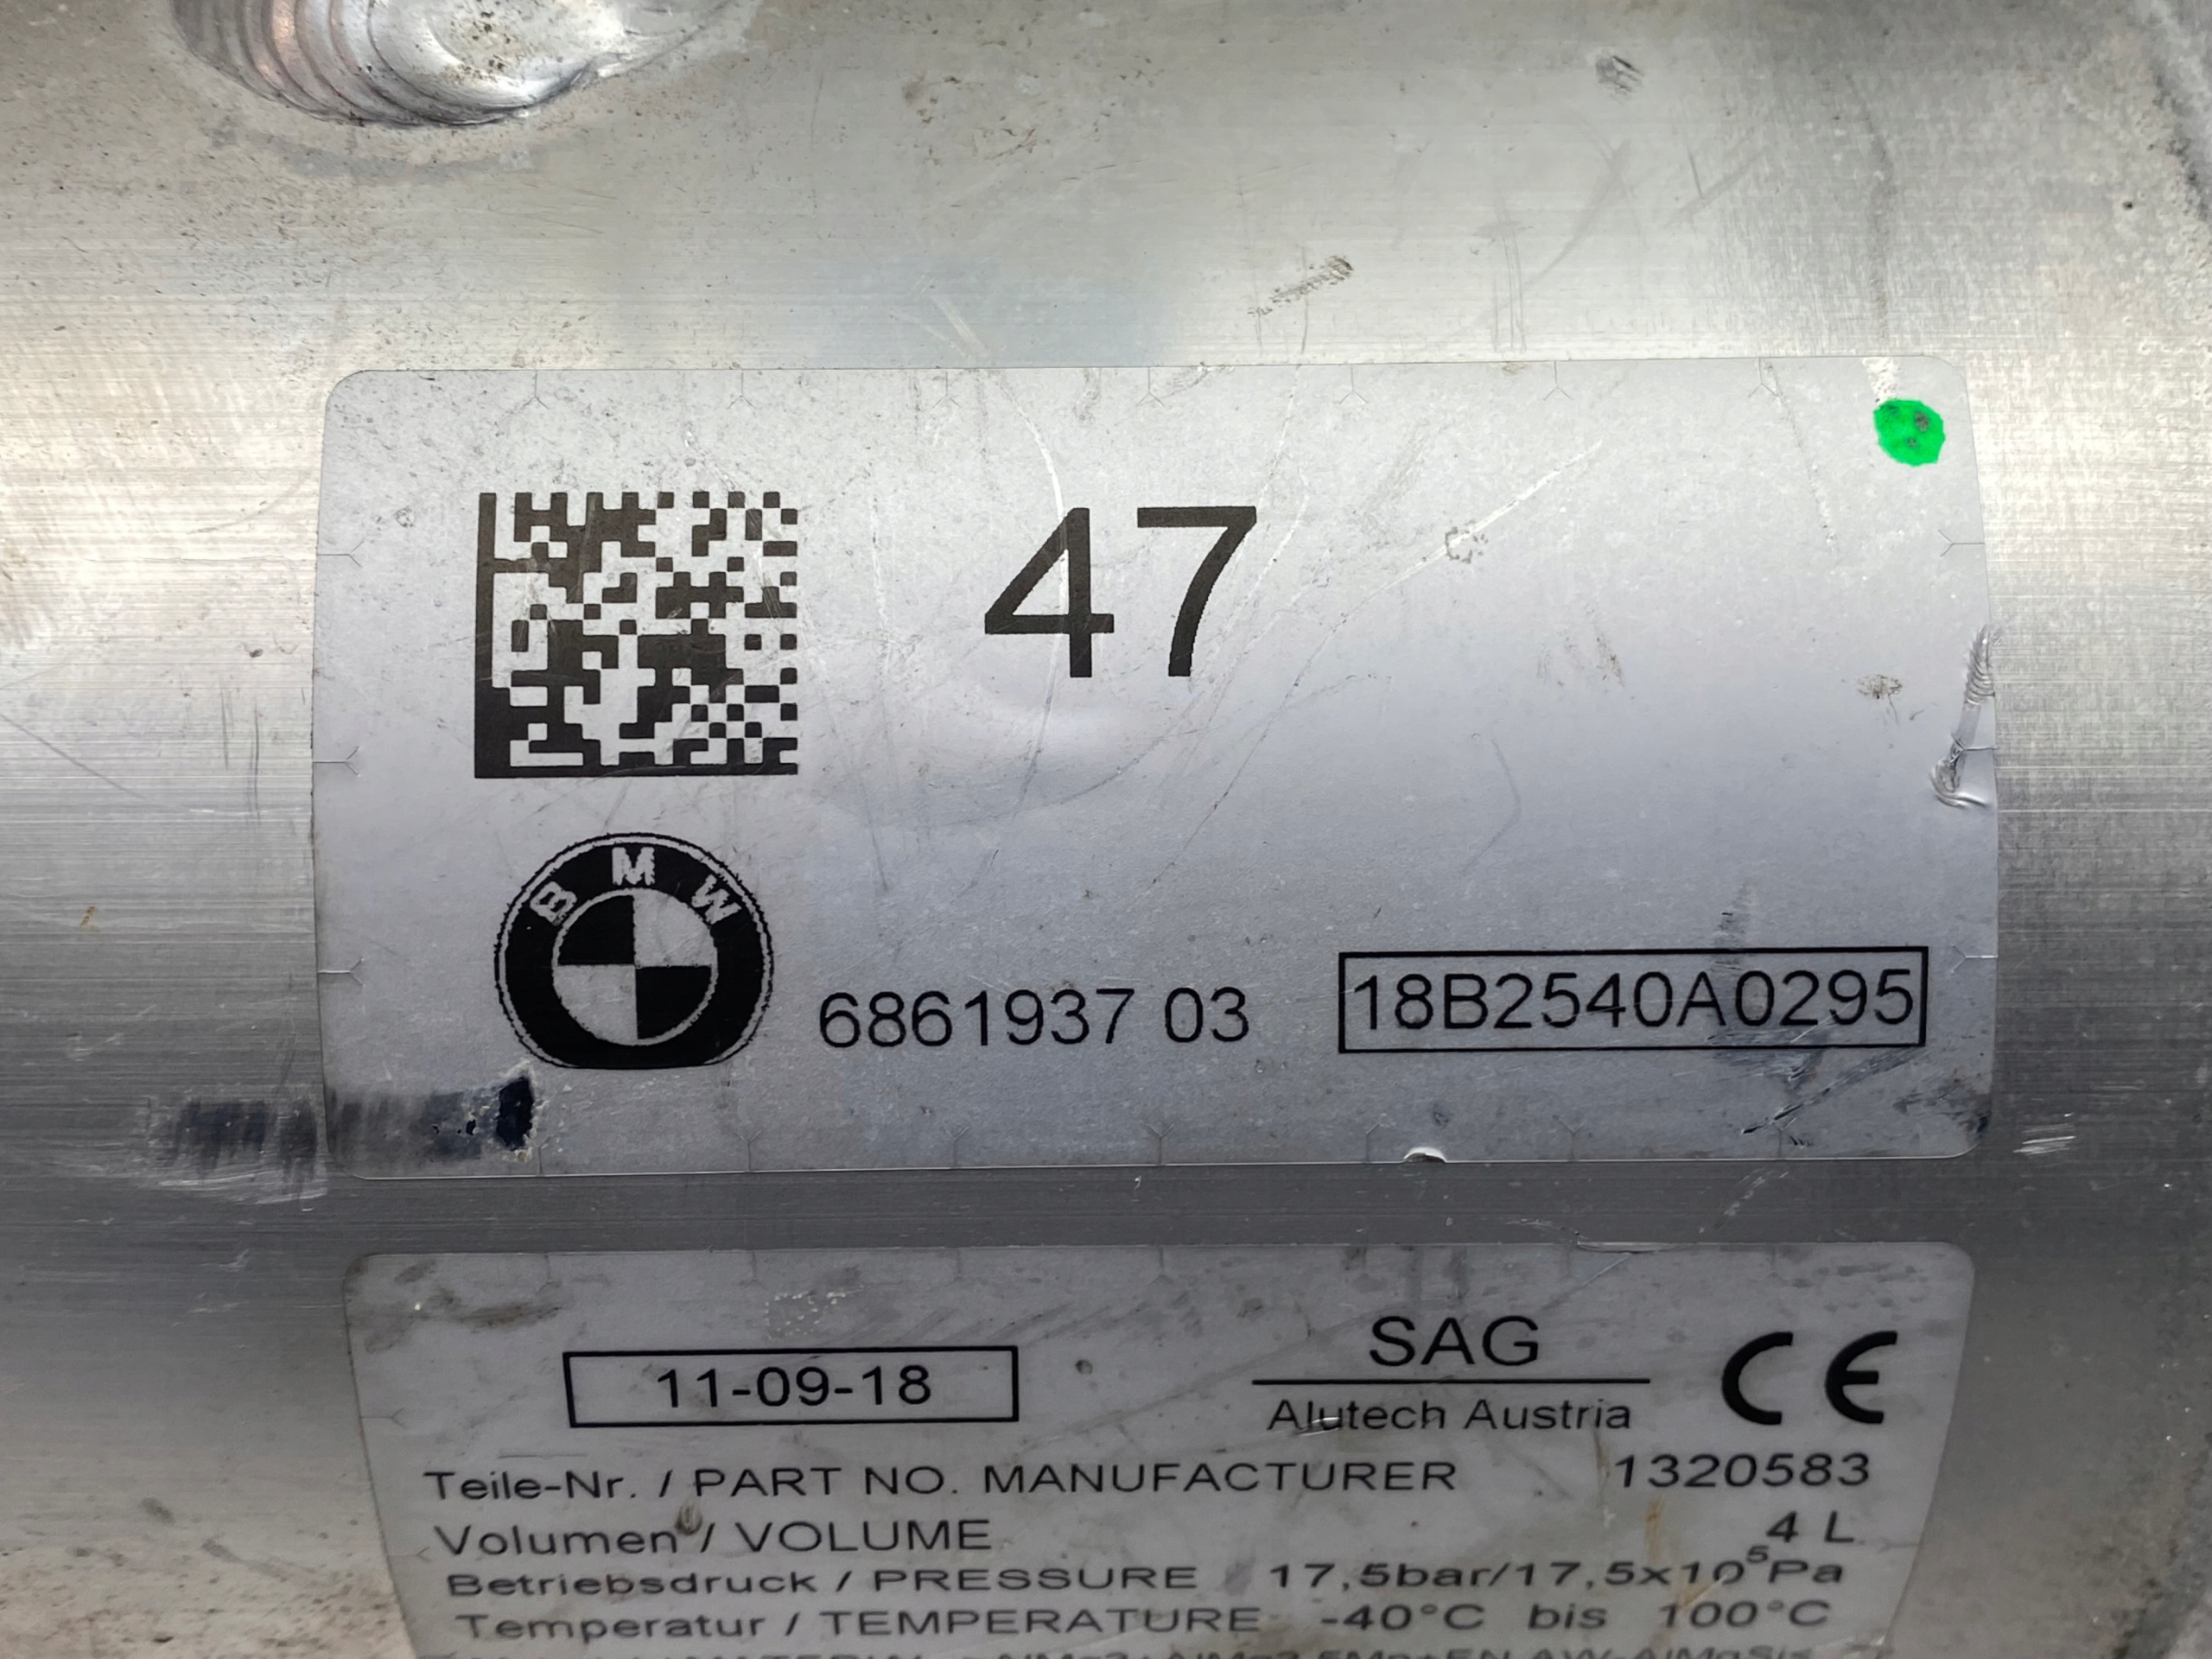 47
BMW
6861937 03
18B2540A0295
11-09-18
SAG
Alutech Austria
CE
Teile-Nr. / PART NO. MANUFACTURER 1320583
Volumen / VOLUME 4 L
Betriebsdruck / PRESSURE 17,5bar/17,5x10⁵Pa
Temperatur / TEMPERATURE -40°C bis 100°C